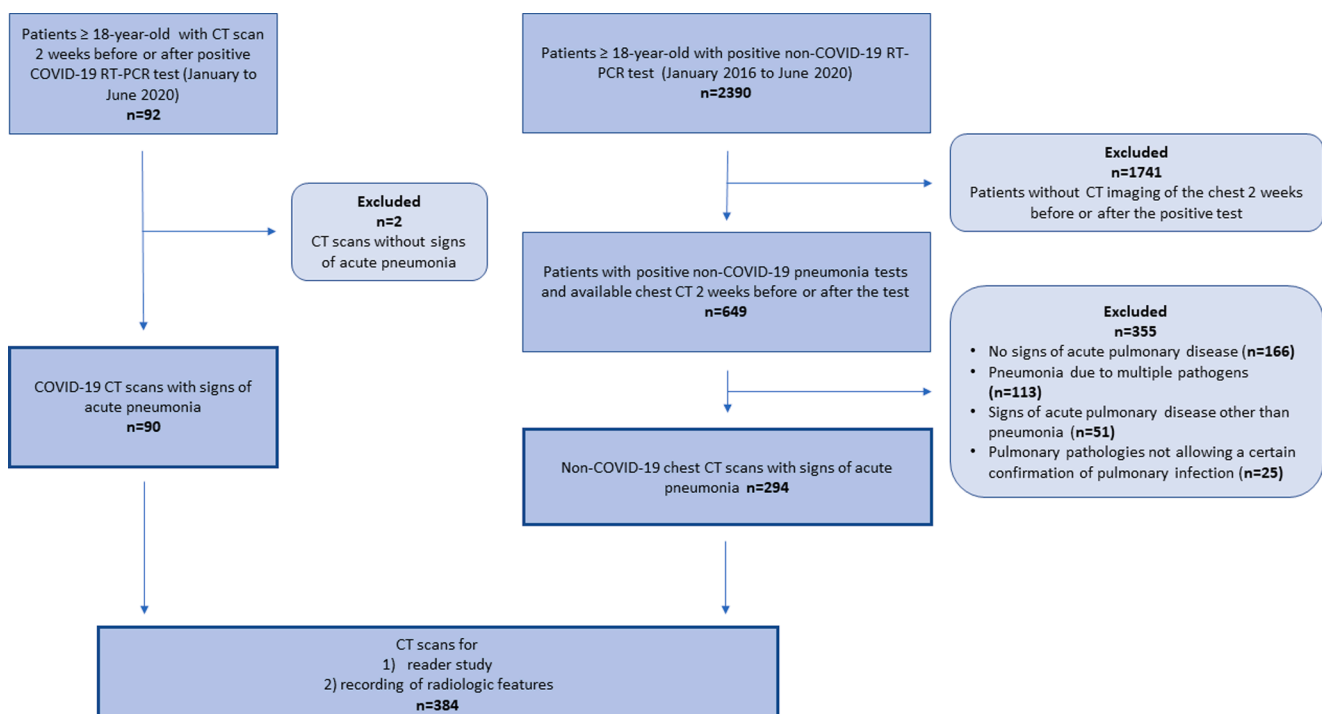 Patients ≥ 18-year-old with CT scan
2 weeks before or after positive
COVID-19 RT-PCR test (January to
June 2020)
n=92
Patients ≥ 18-year-old with positive non-COVID-19 RT-
PCR test (January 2016 to June 2020)
n=2390
Excluded
n=1741
Patients without CT imaging of the chest 2 weeks
before or after the positive test
Excluded
n=2
CT scans without signs
of acute pneumonia
Patients with positive non-COVID-19 pneumonia tests
and available chest CT 2 weeks before or after the test
n=649
Excluded
n=355
• No signs of acute pulmonary disease (n=166)
• Pneumonia due to multiple pathogens
(n=113)
• Signs of acute pulmonary disease other than
pneumonia (n=51)
• Pulmonary pathologies not allowing a certain
confirmation of pulmonary infection (n=25)
COVID-19 CT scans with signs of
acute pneumonia
n=90
Non-COVID-19 chest CT scans with signs of acute
pneumonia n=294
CT scans for
1) reader study
2) recording of radiologic features
n=384